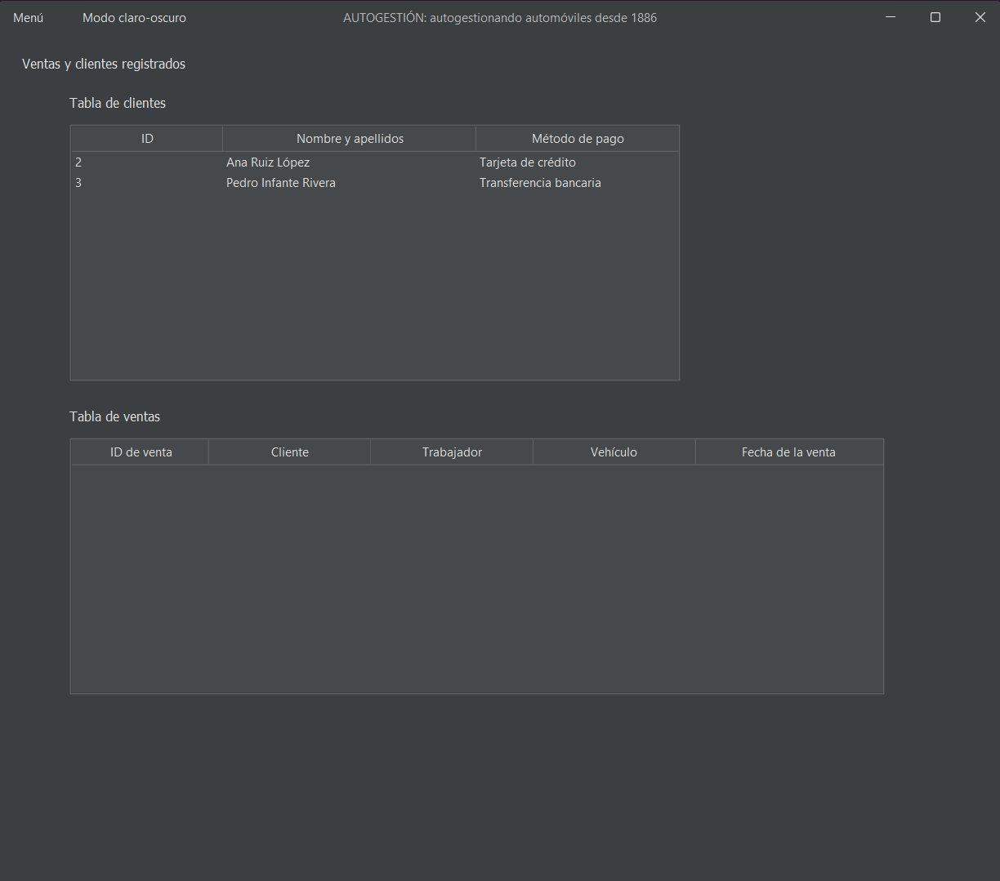 Menú Modo claro-oscuro AUTOGESTIÓN: autogestionando automóviles desde 1886
Ventas y clientes registrados
Tabla de clientes
ID Nombre y apellidos Método de pago
2 Ana Ruiz López Tarjeta de crédito
3 Pedro Infante Rivera Transferencia bancaria
Tabla de ventas
ID de venta Cliente Trabajador Vehículo Fecha de la venta